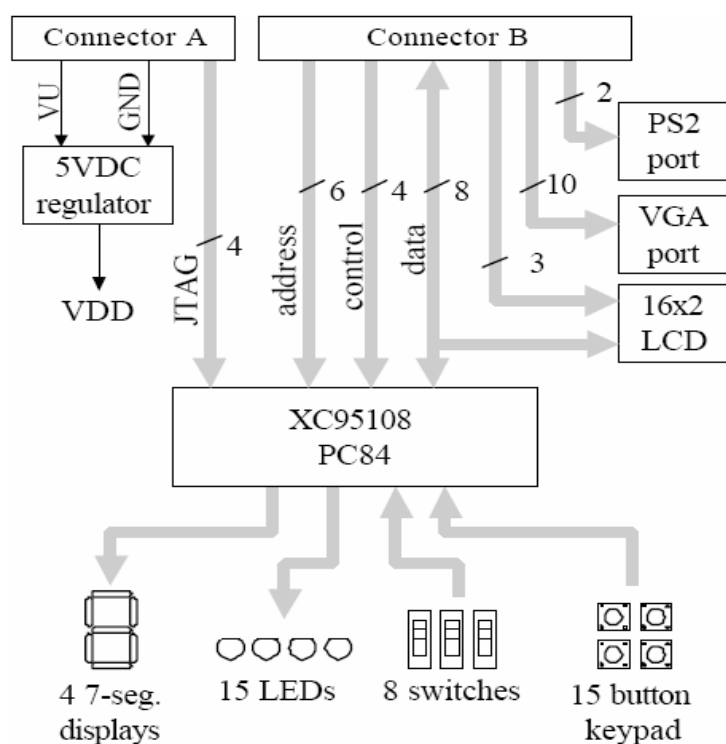 Connector A
Connector B
VU
GND
2
PS2
port
5VDC
regulator
6
4
8
10
VGA
port
4
JTAG
address
control
data
3
VDD
16x2
LCD
XC95108
PC84
4 7-seg.
displays
15 LEDs
8 switches
15 button
keypad